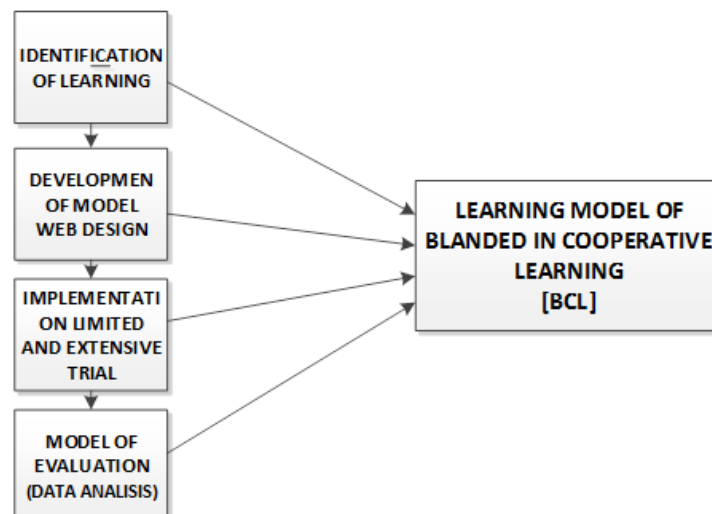 IDENTIFICATION
OF LEARNING
DEVELOPMEN
OF MODEL
WEB DESIGN
IMPLEMENTATI
ON LIMITED
AND EXTENSIVE
TRIAL
MODEL OF
EVALUATION
(DATA ANALISIS)
LEARNING MODEL OF
BLANDED IN COOPERATIVE
LEARNING
[BCL]